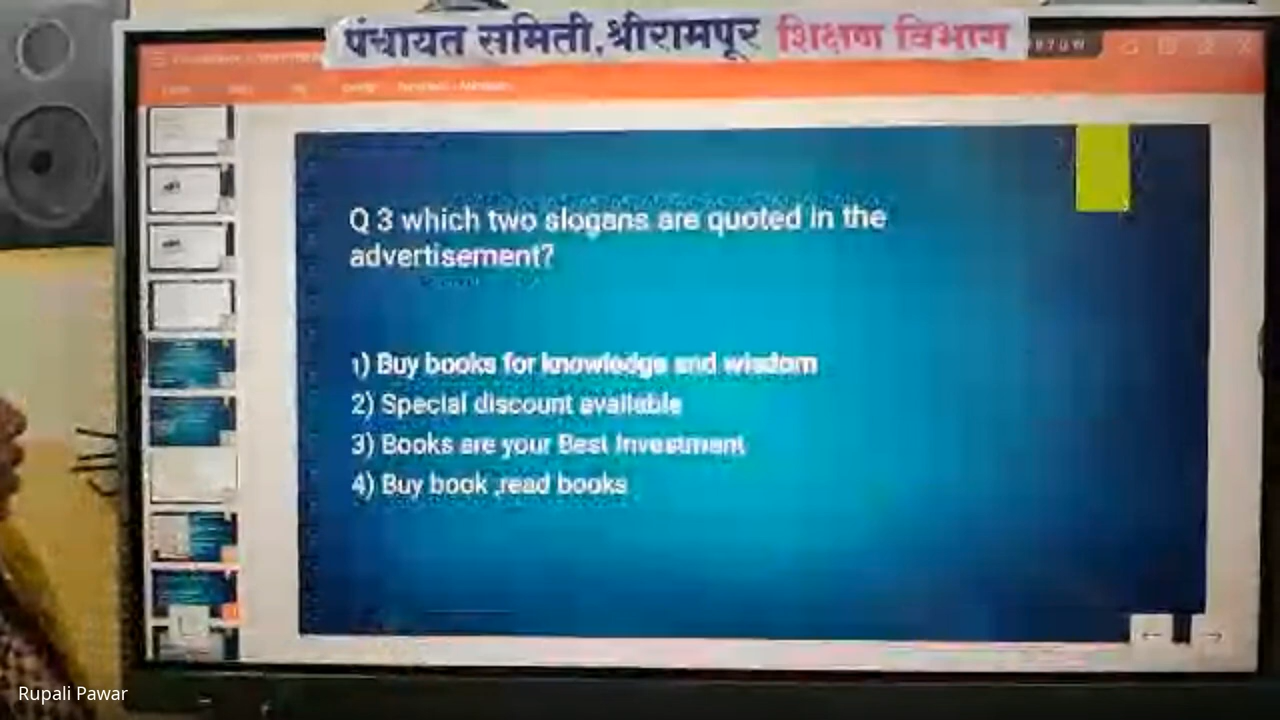 पंचायत समिती,श्रीरामपूर शिक्षण विभाग
Q 3 which two slogans are quoted in the
advertisement?
1) Buy books for knowledge and wisdom
2) Special discount available
3) Books are your Best Investment
4) Buy book ,read books
Rupali Pawar